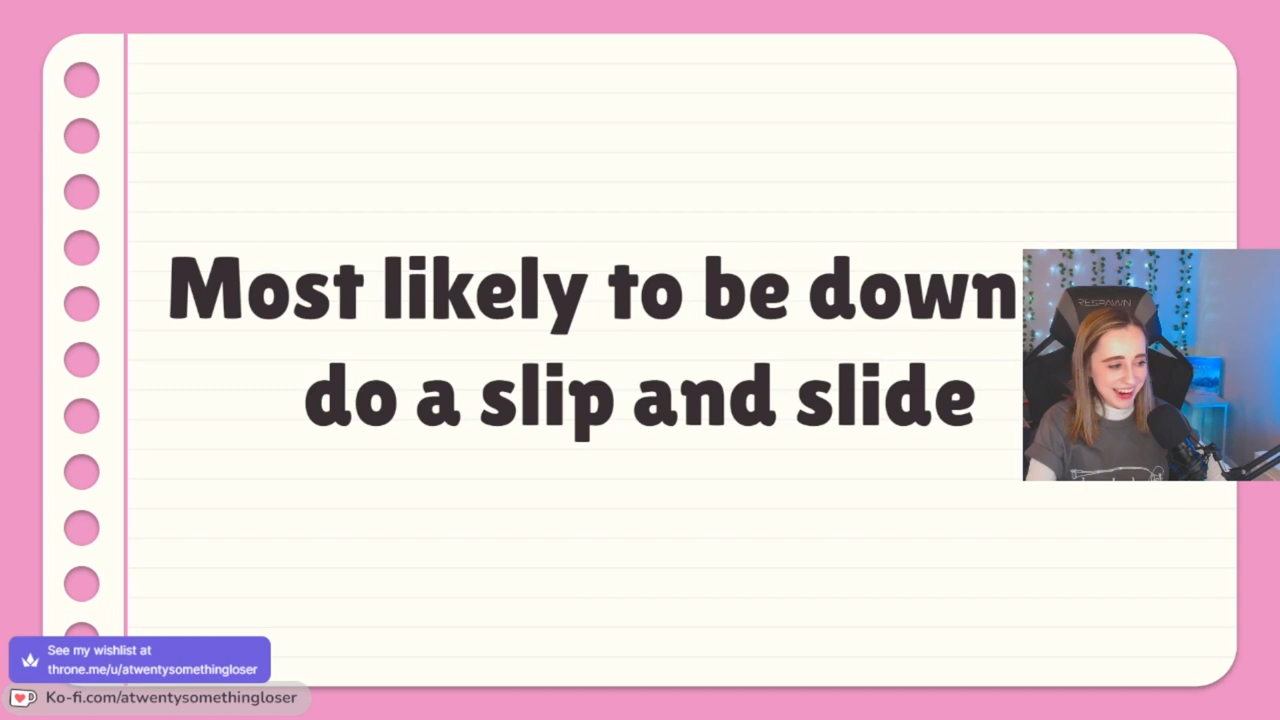 Most likely to be down
do a slip and slide
RESPAWN
See my wishlist at
throne.me/u/atwentysomethingloser
Ko-fi.com/atwentysomethingloser